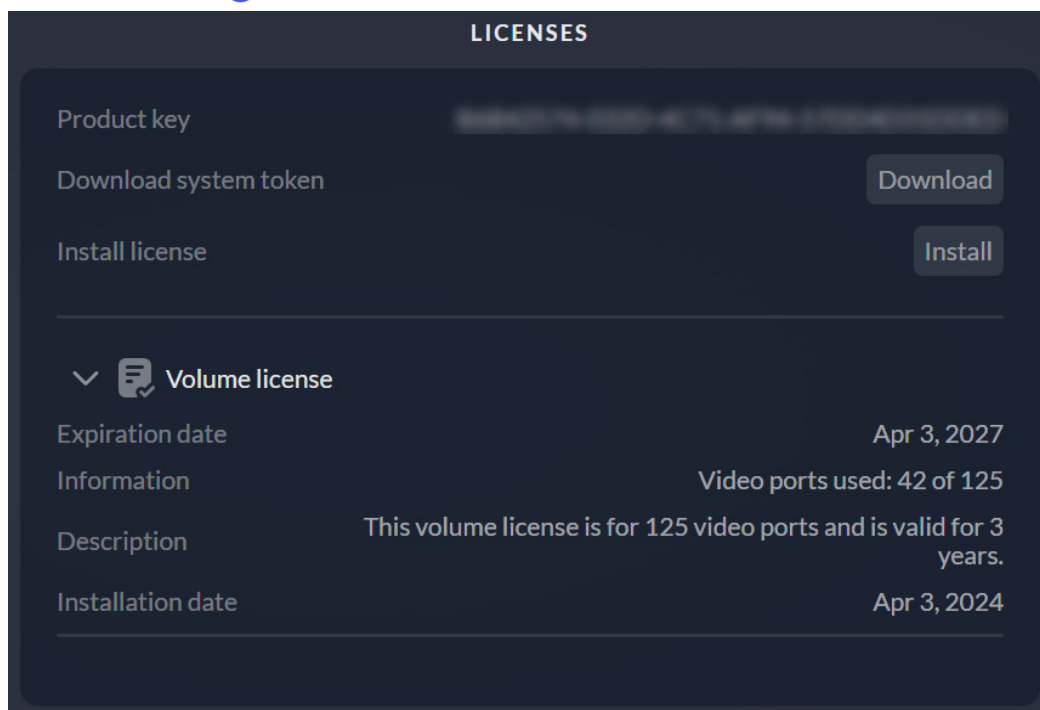 LICENSES
Product key
Download system token Download
Install license Install
Volume license
Expiration date Apr 3, 2027
Information Video ports used: 42 of 125
Description This volume license is for 125 video ports and is valid for 3
years.
Installation date Apr 3, 2024